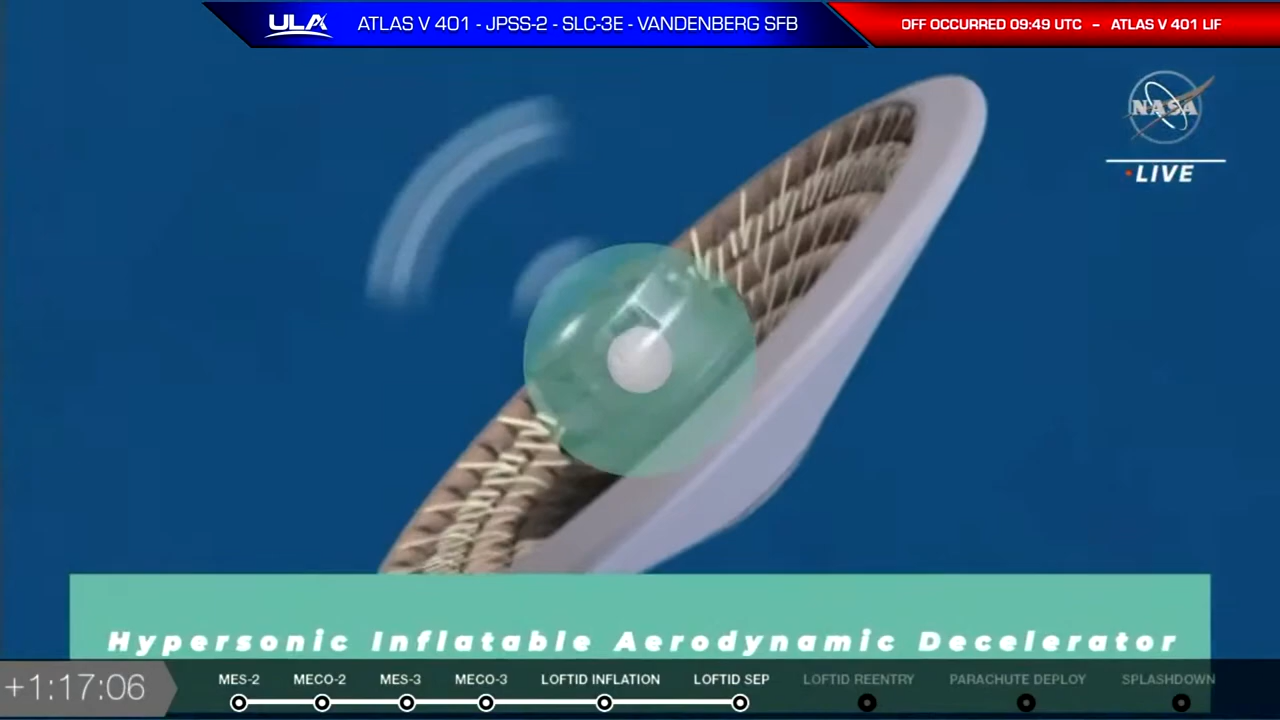 ULA
ATLAS V 401 - JPSS-2 - SLC-3E - VANDENBERG SFB
OFF OCCURRED 09:49 UTC - ATLAS V 401 LIF
NASA
LIVE
Hypersonic Inflatable Aerodynamic Decelerator
+1:17:06
MES-2 MECO-2 MES-3 MECO-3 LOFTID INFLATION LOFTID SEP LOFTID REENTRY PARACHUTE DEPLOY SPLASHDOWN